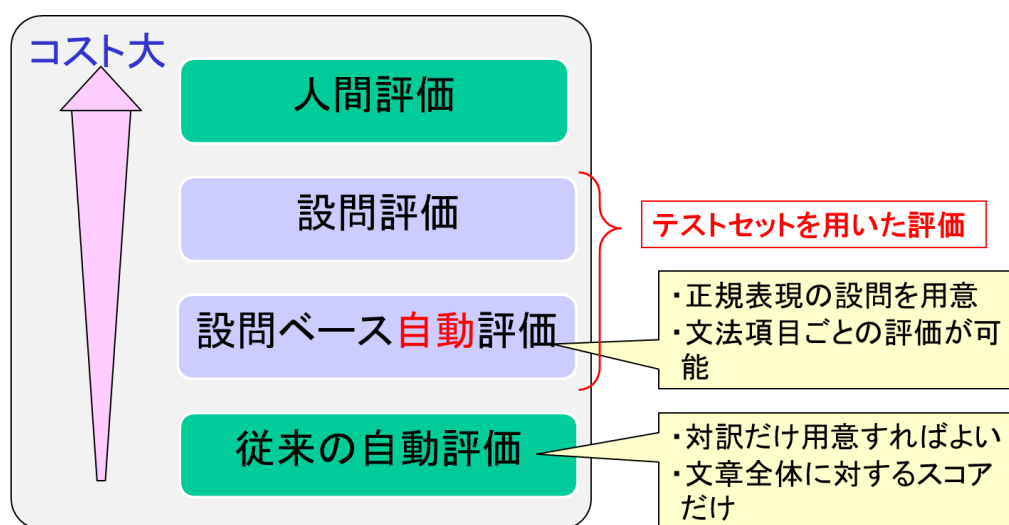 コスト大
人間評価
設問評価
テストセットを用いた評価
設問ベース自動評価
・正規表現の設問を用意
・文法項目ごとの評価が可
能
従来の自動評価
・対訳だけ用意すればよい
・文章全体に対するスコア
だけ